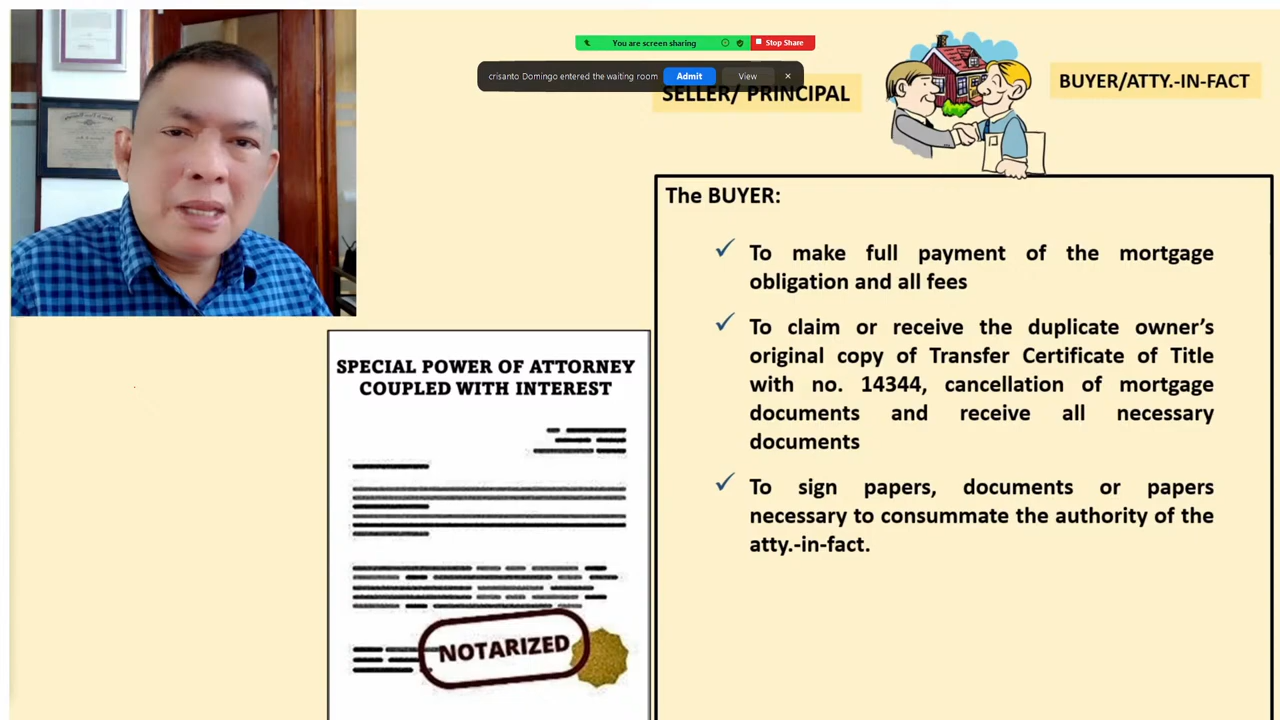 You are screen sharing
Stop Share
crisanto Domingo entered the waiting room
Admit
View
SELLER/ PRINCIPAL
BUYER/ATTY.-IN-FACT
The BUYER:
✓ To make full payment of the mortgage
obligation and all fees
✓ To claim or receive the duplicate owner’s
original copy of Transfer Certificate of Title
with no. 14344, cancellation of mortgage
documents and receive all necessary
documents
✓ To sign papers, documents or papers
necessary to consummate the authority of the
atty.-in-fact.
SPECIAL POWER OF ATTORNEY
COUPLED WITH INTEREST
NOTARIZED